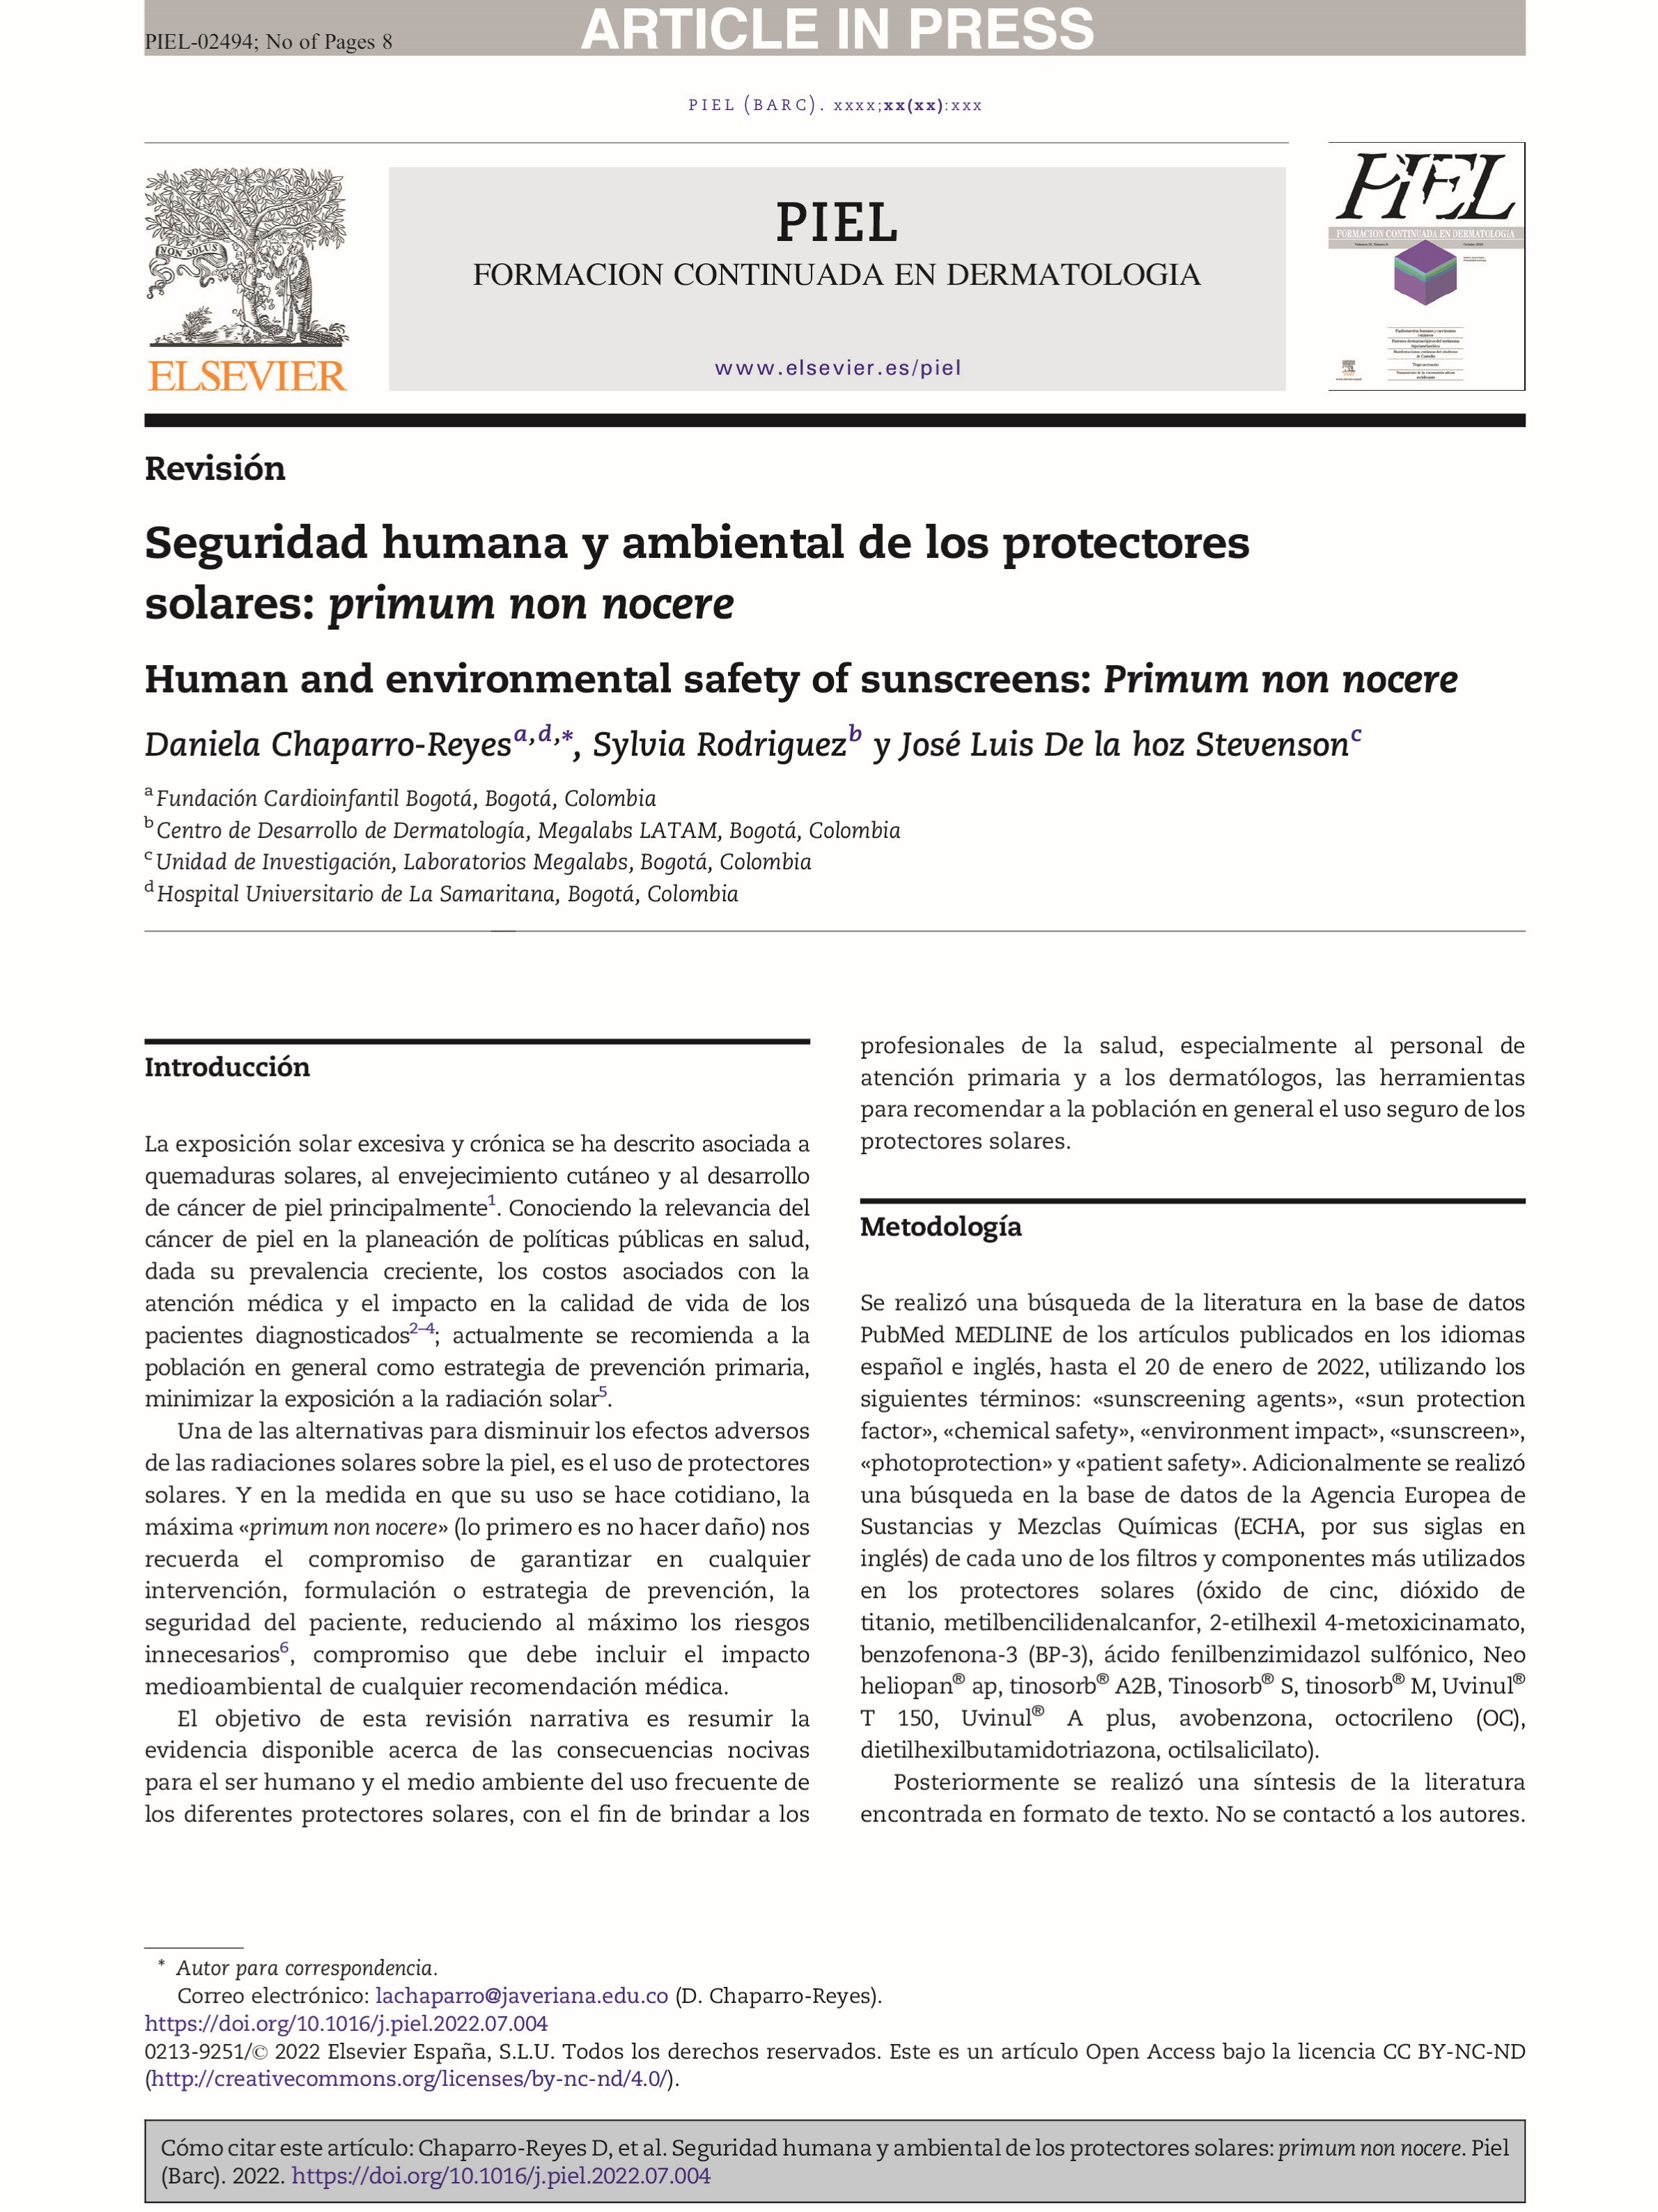 PIEL-02494; No of Pages 8
ARTICLE IN PRESS
PIEL (BARC). xxxx;xx(xx):xxx
NON SOLUS
ELSEVIER
PIEL
FORMACION CONTINUADA EN DERMATOLOGIA
www.elsevier.es/piel
PIEL
FORMACION CONTINUADA EN DERMATOLOGIA
Revisión
Seguridad humana y ambiental de los protectores
solares: primum non nocere
Human and environmental safety of sunscreens: Primum non nocere
Daniela Chaparro-Reyes a,d,*, Sylvia Rodriguez b y José Luis De la hoz Stevenson c
a Fundación Cardioinfantil Bogotá, Bogotá, Colombia
b Centro de Desarrollo de Dermatología, Megalabs LATAM, Bogotá, Colombia
c Unidad de Investigación, Laboratorios Megalabs, Bogotá, Colombia
d Hospital Universitario de La Samaritana, Bogotá, Colombia
Introducción
La exposición solar excesiva y crónica se ha descrito asociada a
quemaduras solares, al envejecimiento cutáneo y al desarrollo
de cáncer de piel principalmente1. Conociendo la relevancia del
cáncer de piel en la planeación de políticas públicas en salud,
dada su prevalencia creciente, los costos asociados con la
atención médica y el impacto en la calidad de vida de los
pacientes diagnosticados2–4; actualmente se recomienda a la
población en general como estrategia de prevención primaria,
minimizar la exposición a la radiación solar5.
Una de las alternativas para disminuir los efectos adversos
de las radiaciones solares sobre la piel, es el uso de protectores
solares. Y en la medida en que su uso se hace cotidiano, la
máxima «primum non nocere» (lo primero es no hacer daño) nos
recuerda el compromiso de garantizar en cualquier
intervención, formulación o estrategia de prevención, la
seguridad del paciente, reduciendo al máximo los riesgos
innecesarios6, compromiso que debe incluir el impacto
medioambiental de cualquier recomendación médica.
El objetivo de esta revisión narrativa es resumir la
evidencia disponible acerca de las consecuencias nocivas
para el ser humano y el medio ambiente del uso frecuente de
los diferentes protectores solares, con el fin de brindar a los
profesionales de la salud, especialmente al personal de
atención primaria y a los dermatólogos, las herramientas
para recomendar a la población en general el uso seguro de los
protectores solares.
Metodología
Se realizó una búsqueda de la literatura en la base de datos
PubMed MEDLINE de los artículos publicados en los idiomas
español e inglés, hasta el 20 de enero de 2022, utilizando los
siguientes términos: «sunscreening agents», «sun protection
factor», «chemical safety», «environment impact», «sunscreen»,
«photoprotection» y «patient safety». Adicionalmente se realizó
una búsqueda en la base de datos de la Agencia Europea de
Sustancias y Mezclas Químicas (ECHA, por sus siglas en
inglés) de cada uno de los filtros y componentes más utilizados
en los protectores solares (óxido de cinc, dióxido de
titanio, metilbencilidenalcanfor, 2-etilhexil 4-metoxicinamato,
benzofenona-3 (BP-3), ácido fenilbenzimidazol sulfónico, Neo
heliopan® ap, tinosorb® A2B, Tinosorb® S, tinosorb® M, Uvinul®
T 150, Uvinul® A plus, avobenzona, octocrileno (OC),
dietilhexilbutamidotriazona, octilsalicilato).
Posteriormente se realizó una síntesis de la literatura
encontrada en formato de texto. No se contactó a los autores.
* Autor para correspondencia.
Correo electrónico: lachaparro@javeriana.edu.co (D. Chaparro-Reyes).
https://doi.org/10.1016/j.piel.2022.07.004
0213-9251/© 2022 Elsevier España, S.L.U. Todos los derechos reservados. Este es un artículo Open Access bajo la licencia CC BY-NC-ND
(http://creativecommons.org/licenses/by-nc-nd/4.0/).
Cómo citar este artículo: Chaparro-Reyes D, et al. Seguridad humana y ambiental de los protectores solares: primum non nocere. Piel
(Barc). 2022. https://doi.org/10.1016/j.piel.2022.07.004